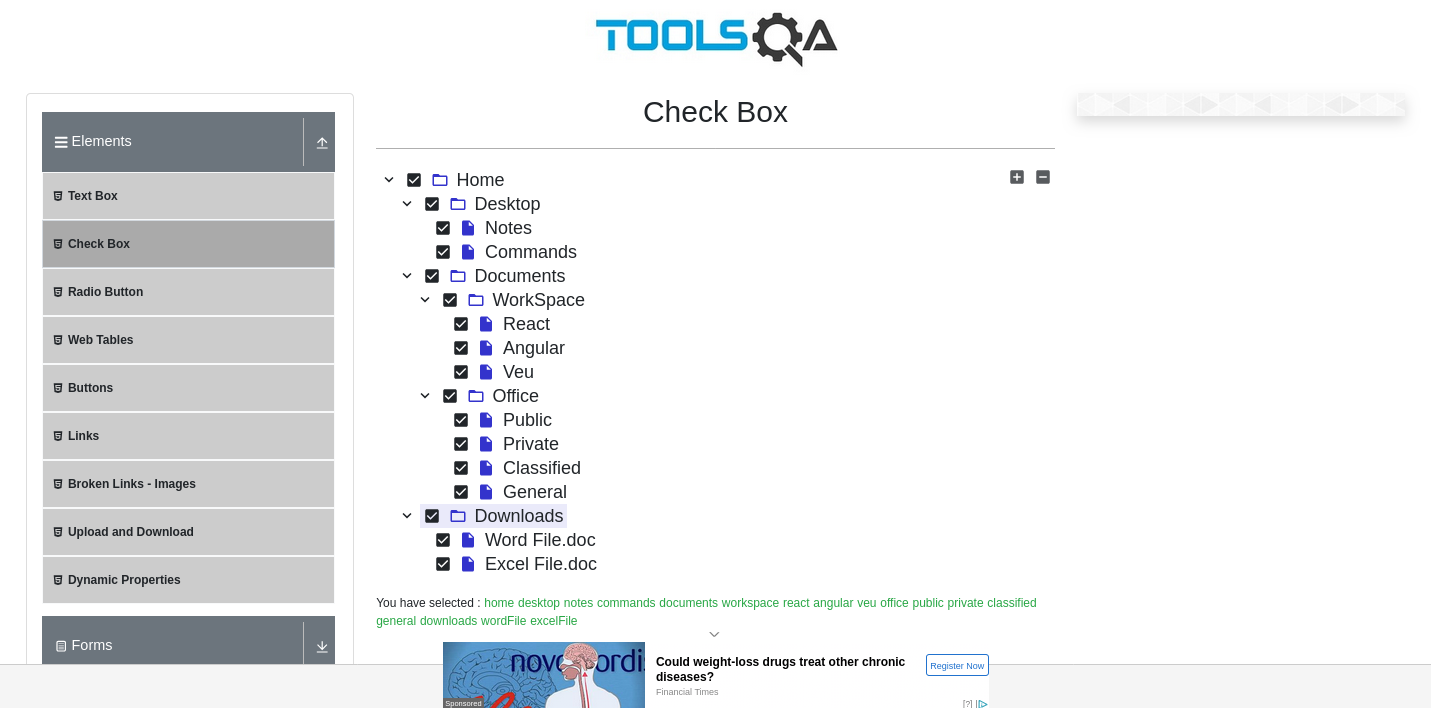 TOOLSQA
Check Box
Elements
Text Box
Check Box
Radio Button
Web Tables
Buttons
Links
Broken Links - Images
Upload and Download
Dynamic Properties
Forms
Home
Desktop
Notes
Commands
Documents
WorkSpace
React
Angular
Veu
Office
Public
Private
Classified
General
Downloads
Word File.doc
Excel File.doc
You have selected : home desktop notes commands documents workspace react angular veu office public private classified
general downloads wordFile excelFile
Sponsored
Could weight-loss drugs treat other chronic
diseases?
Financial Times
Register Now
[?]